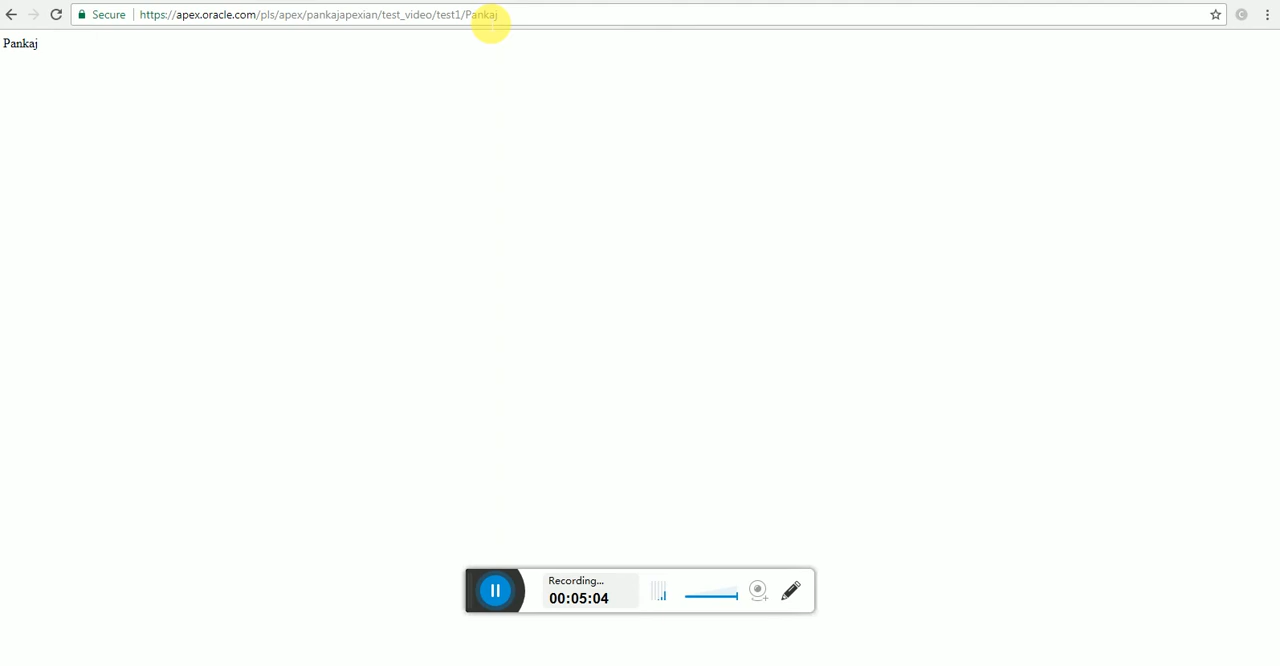 Secure https://apex.oracle.com/pls/apex/pankajapexian/test_video/test1/Pankaj
Pankaj
Recording...
00:05:04